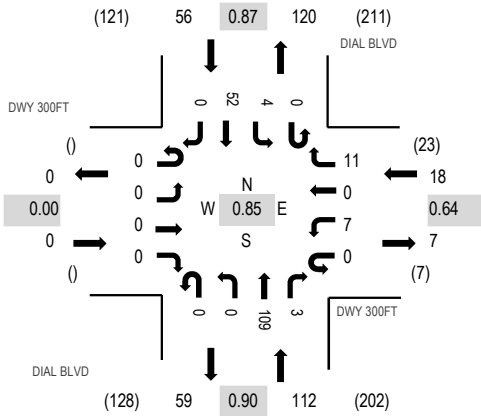 (121) 56 0.87 120 (211)
DIAL BLVD
0 52 4 0
DWY 300FT
() (23)
0 0 11 18
0.00 0 0 0.64
N
W 0.85 E
S
0 0 7 7
0 0
() (7)
0 0 109 3
DWY 300FT
DIAL BLVD
(128) 59 0.90 112 (202)